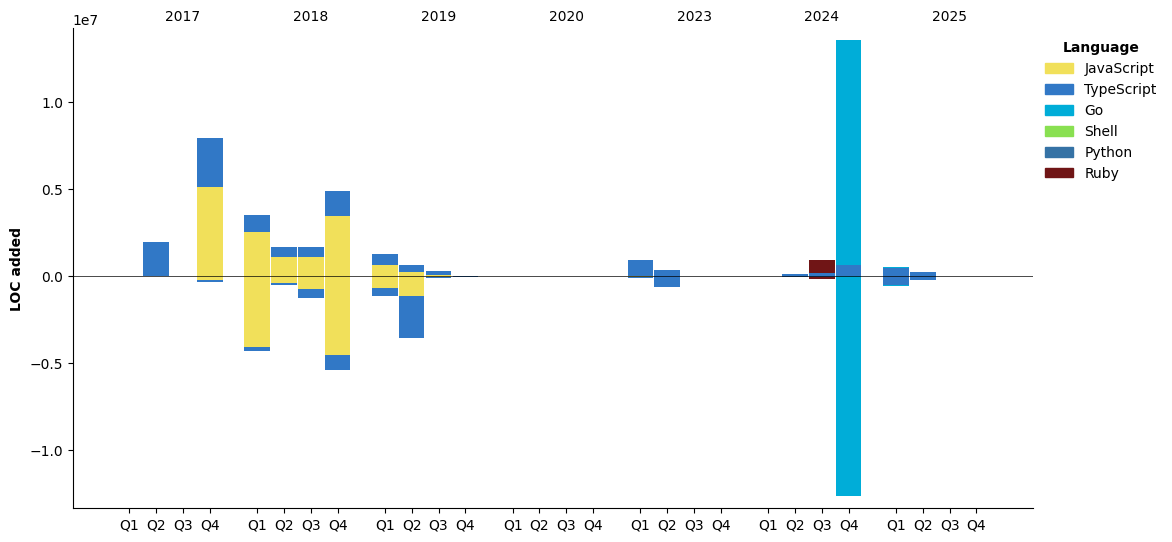 1e7
2017 2018 2019 2020 2023 2024 2025
Language
JavaScript
TypeScript
Go
Shell
Python
Ruby
LOC added
1.0
0.5
0.0
−0.5
−1.0
Q1 Q2 Q3 Q4 Q1 Q2 Q3 Q4 Q1 Q2 Q3 Q4 Q1 Q2 Q3 Q4 Q1 Q2 Q3 Q4 Q1 Q2 Q3 Q4 Q1 Q2 Q3 Q4